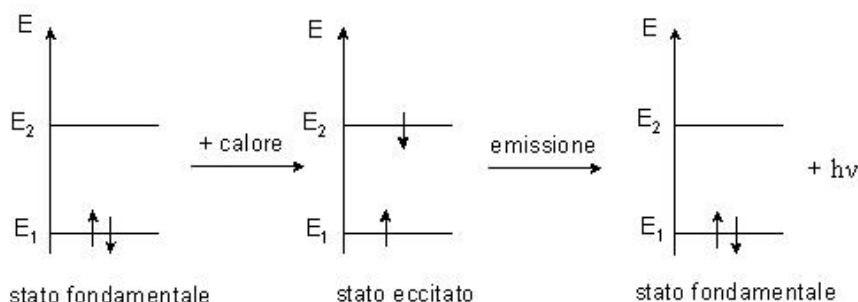 E E E
E₂ + calore E₂ emissione E₂ + hν
E₁ E₁ E₁
stato fondamentale stato eccitato stato fondamentale